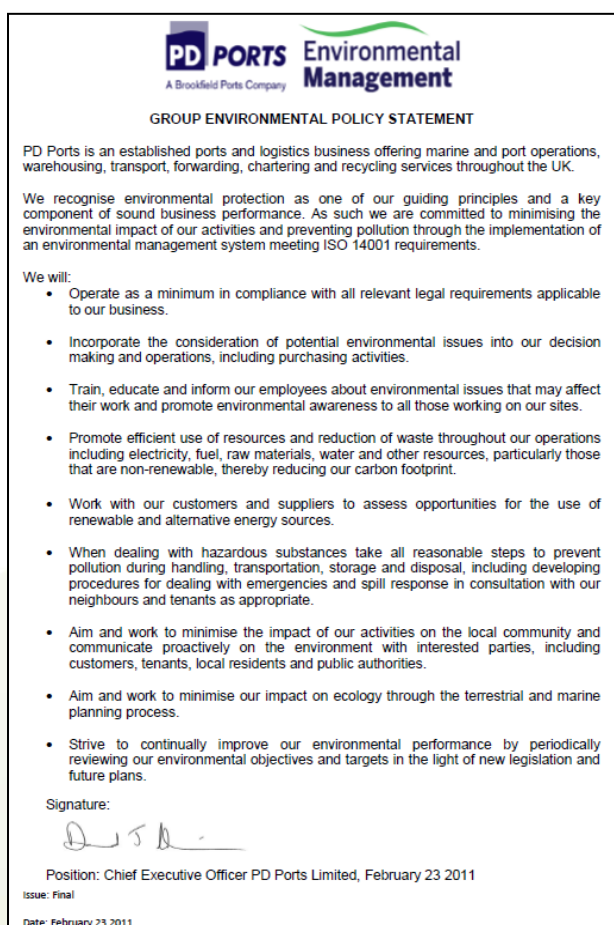 PD PORTS Environmental
A Brookfield Ports Company Management
GROUP ENVIRONMENTAL POLICY STATEMENT
PD Ports is an established ports and logistics business offering marine and port operations,
warehousing, transport, forwarding, chartering and recycling services throughout the UK.
We recognise environmental protection as one of our guiding principles and a key
component of sound business performance. As such we are committed to minimising the
environmental impact of our activities and preventing pollution through the implementation of
an environmental management system meeting ISO 14001 requirements.
We will:
• Operate as a minimum in compliance with all relevant legal requirements applicable
to our business.
• Incorporate the consideration of potential environmental issues into our decision
making and operations, including purchasing activities.
• Train, educate and inform our employees about environmental issues that may affect
their work and promote environmental awareness to all those working on our sites.
• Promote efficient use of resources and reduction of waste throughout our operations
including electricity, fuel, raw materials, water and other resources, particularly those
that are non-renewable, thereby reducing our carbon footprint.
• Work with our customers and suppliers to assess opportunities for the use of
renewable and alternative energy sources.
• When dealing with hazardous substances take all reasonable steps to prevent
pollution during handling, transportation, storage and disposal, including developing
procedures for dealing with emergencies and spill response in consultation with our
neighbours and tenants as appropriate.
• Aim and work to minimise the impact of our activities on the local community and
communicate proactively on the environment with interested parties, including
customers, tenants, local residents and public authorities.
• Aim and work to minimise our impact on ecology through the terrestrial and marine
planning process.
• Strive to continually improve our environmental performance by periodically
reviewing our environmental objectives and targets in the light of new legislation and
future plans.
Signature:
Position: Chief Executive Officer PD Ports Limited, February 23 2011
Issue: Final
Date: February 23 2011